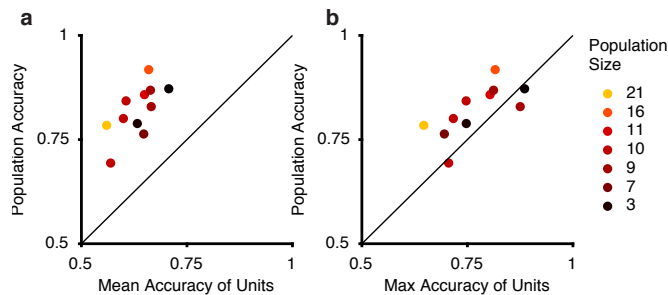 a
1
0.75
0.5
Population Accuracy
0.5
0.75
1
Mean Accuracy of Units
b
1
0.75
0.5
Population Accuracy
0.5
0.75
1
Max Accuracy of Units
Population
Size
21
16
11
10
9
7
3